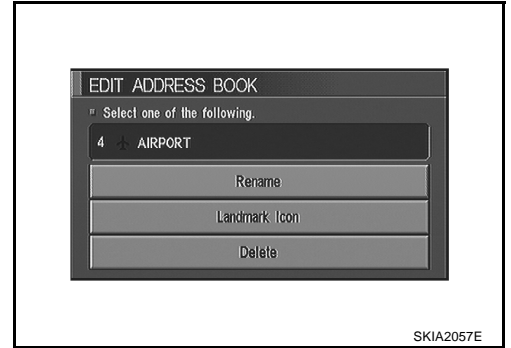 EDIT ADDRESS BOOK
Select one of the following.
4 AIRPORT
Rename
Landmark Icon
Delete
SKIA2057E